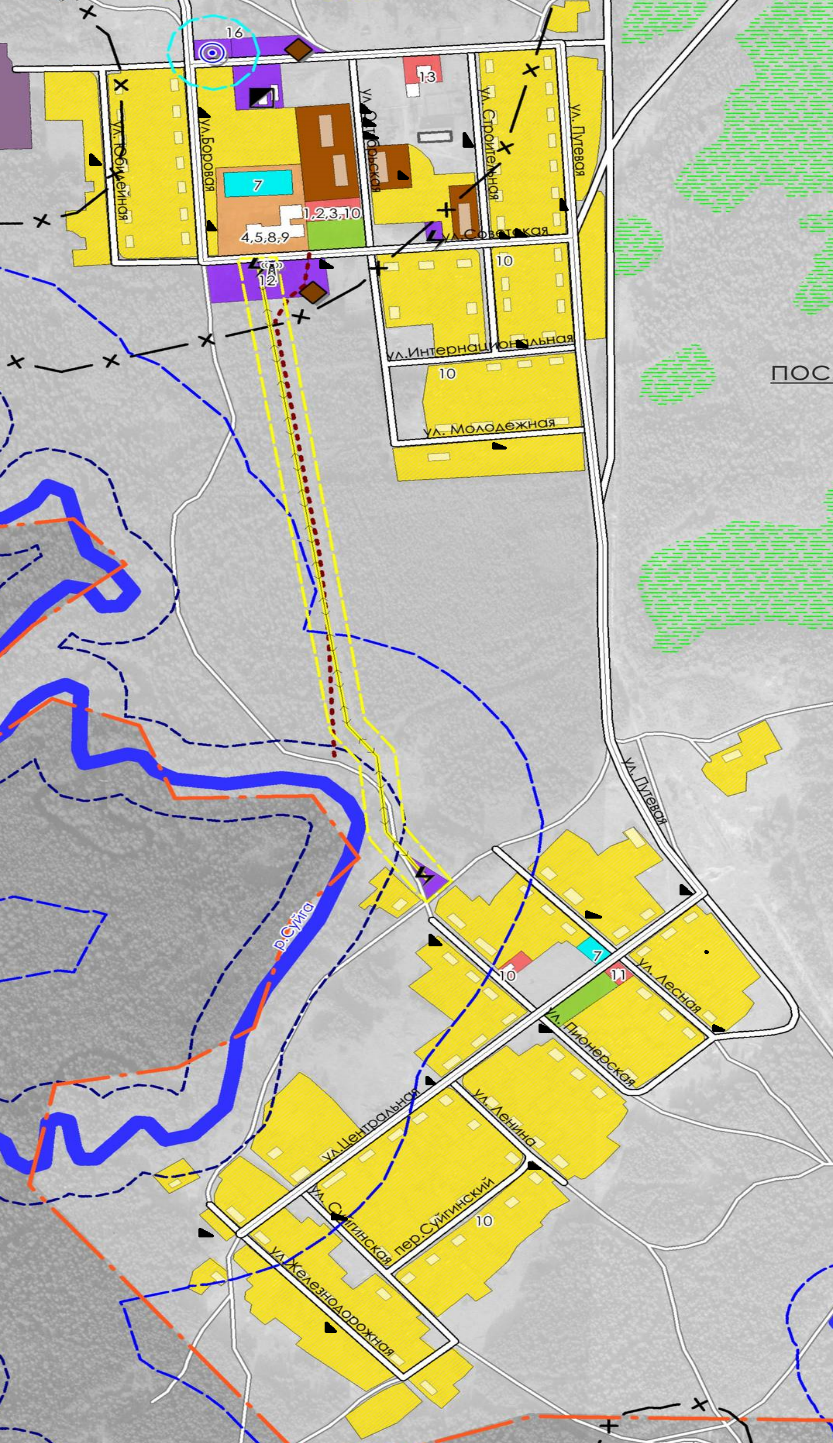 16
13
ул. Юбилейная
ул.Боровая
ул. Строительная
ул. Путевая
7
1,2,3,10
4,5,8,9
ул.Советская
12
10
ул.Интернациональная
10
ПОС
ул. Молодежная
ул. Путевая
р.Суйга
7
10
11
ул. Лесная
ул. Пионерская
ул.Центральная
ул. Ленина
ул. Суйгинская
пер.Суйгинский
10
ул.Железнодорожная